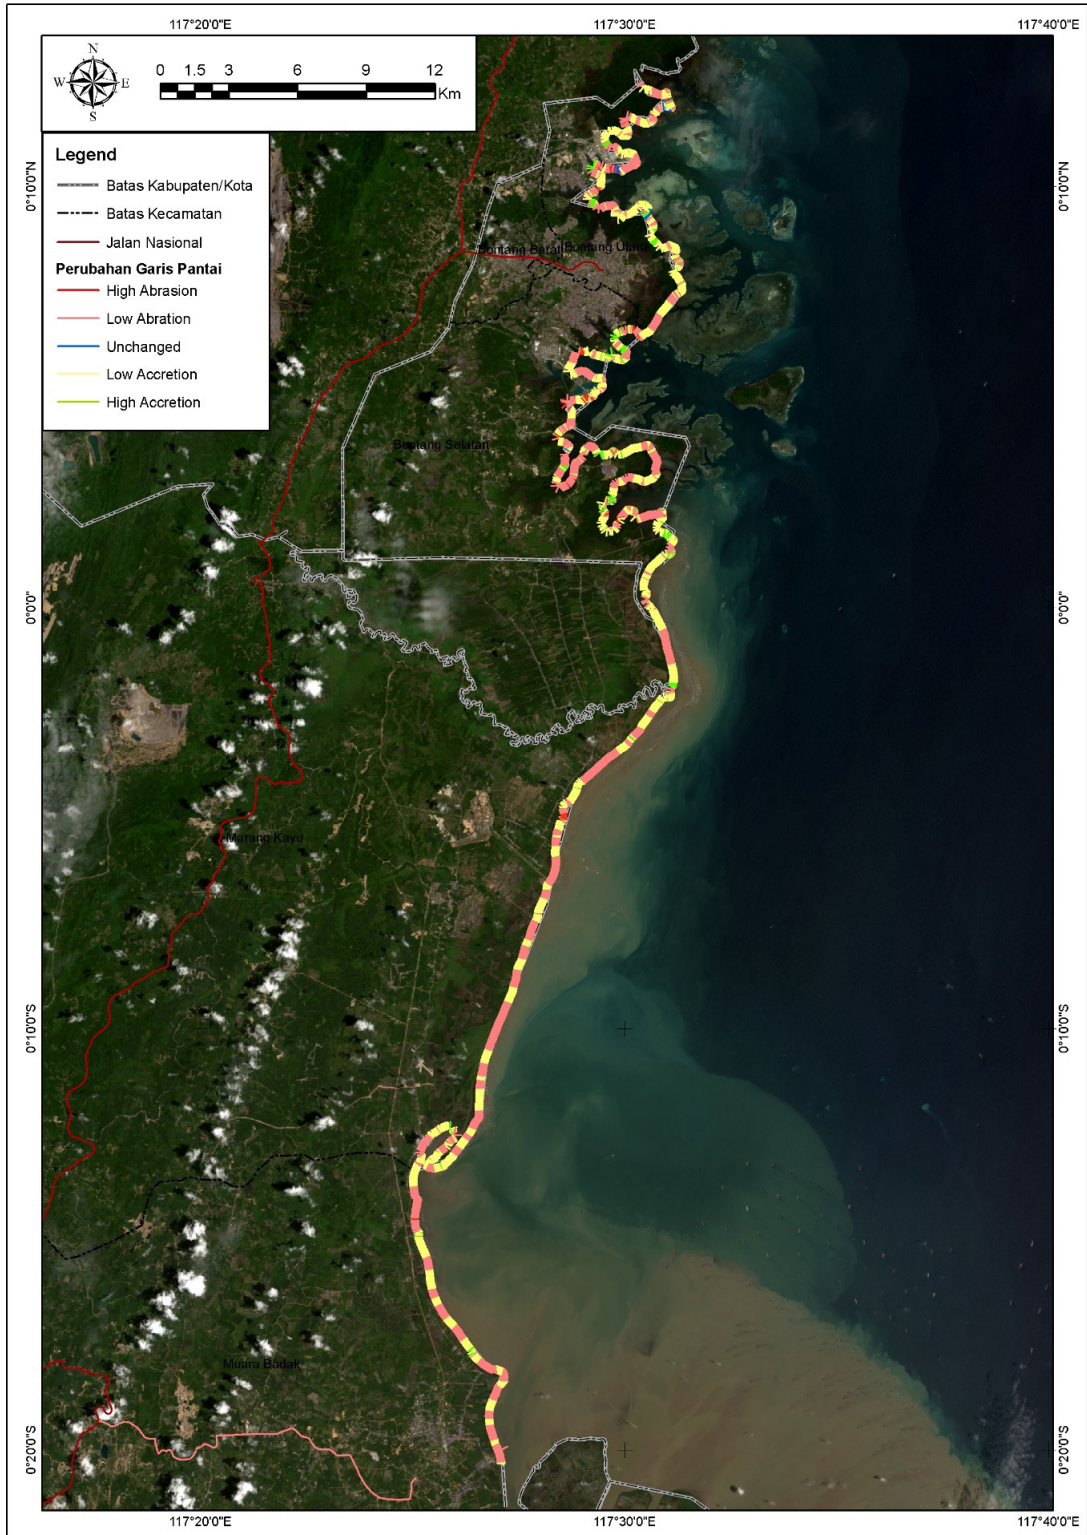 117°20'0"E 117°30'0"E 117°40'0"E
N
W E
S
0 1.5 3 6 9 12
Km
Legend
Batas Kabupaten/Kota
Batas Kecamatan
Jalan Nasional
Perubahan Garis Pantai
High Abrasion
Low Abration
Unchanged
Low Accretion
High Accretion
0°10'0"N 0°10'0"N
Bontang Barat Bontang Utara
Bontang Selatan
0°0'0" 0°0'0"
Marang Kayu
0°10'0"S 0°10'0"S
Muara Badak
0°20'0"S 0°20'0"S
117°20'0"E 117°30'0"E 117°40'0"E